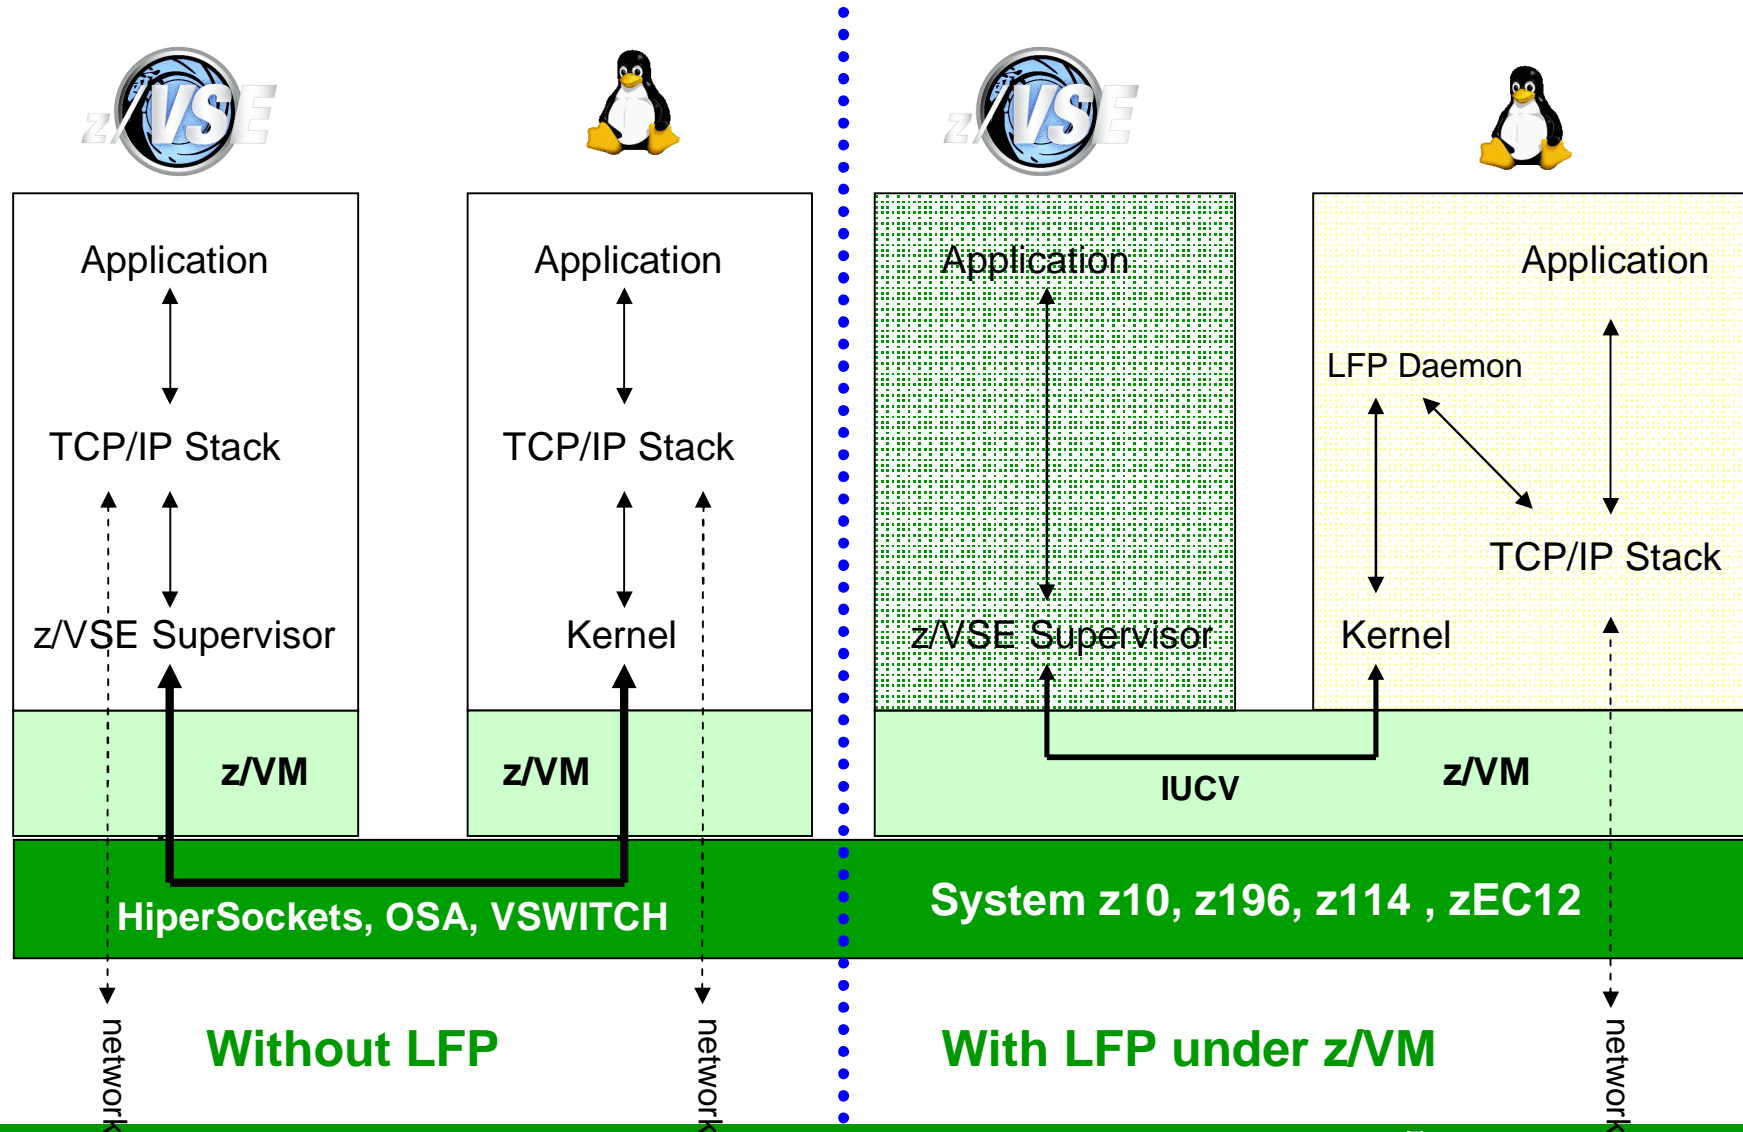 z/VSE
z/VSE
Application
Application
Application
Application
LFP Daemon
TCP/IP Stack
TCP/IP Stack
TCP/IP Stack
z/VSE Supervisor
Kernel
z/VSE Supervisor
Kernel
z/VM
z/VM
IUCV
z/VM
HiperSockets, OSA, VSWITCH
System z10, z196, z114 , zEC12
network
Without LFP
network
With LFP under z/VM
network